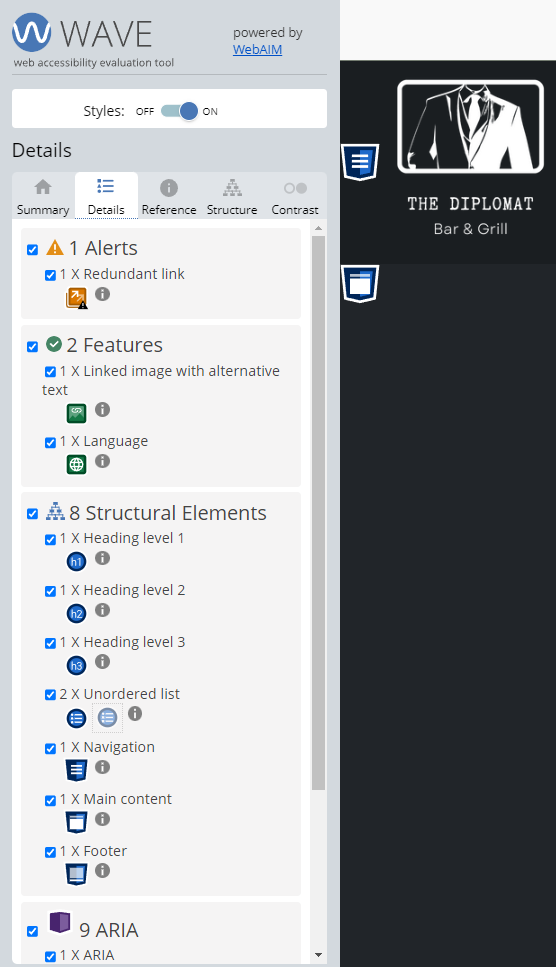 WAVE
web accessibility evaluation tool
powered by
WebAIM
Styles: OFF ON
Details
Summary Details Reference Structure Contrast
1 Alerts
1 X Redundant link
2 Features
1 X Linked image with alternative
text
1 X Language
8 Structural Elements
1 X Heading level 1
h1
1 X Heading level 2
h2
1 X Heading level 3
h3
2 X Unordered list
1 X Navigation
1 X Main content
1 X Footer
9 ARIA
1 X ARIA
THE DIPLOMAT
Bar & Grill